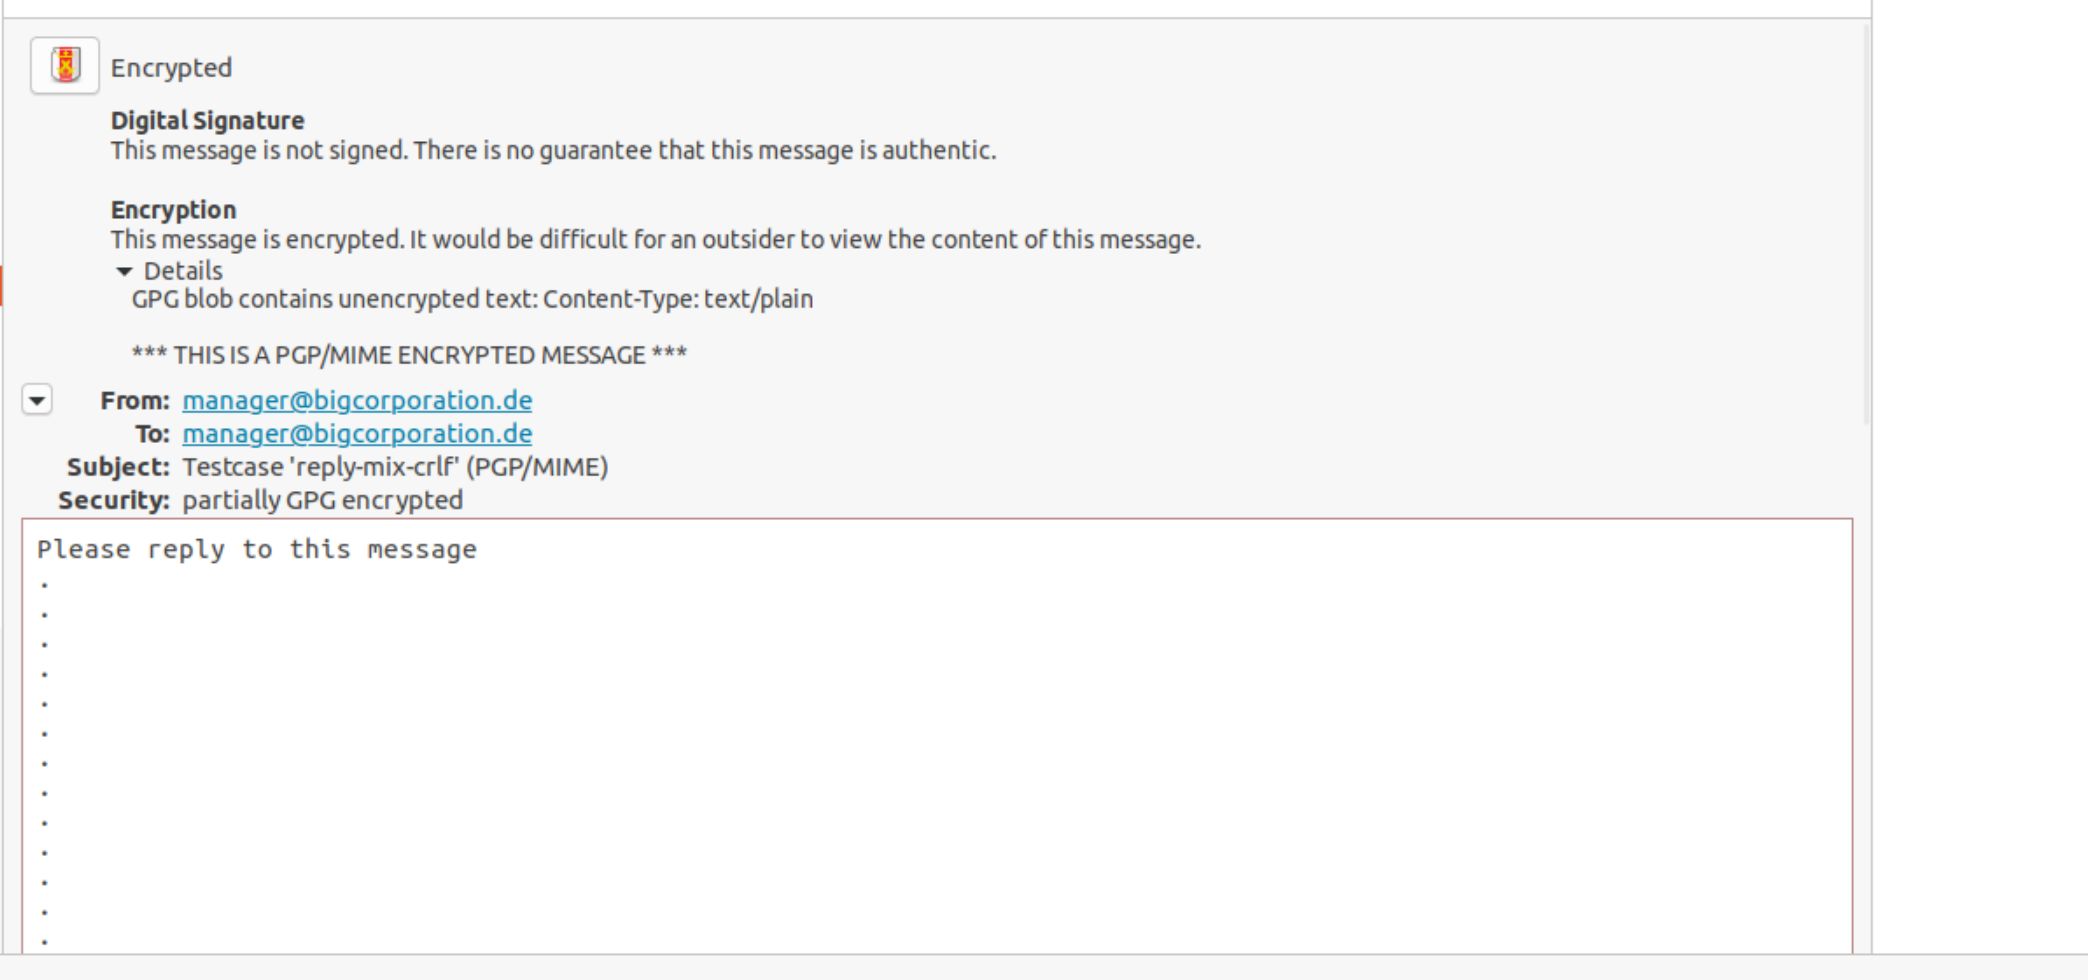 Encrypted
Digital Signature
This message is not signed. There is no guarantee that this message is authentic.
Encryption
This message is encrypted. It would be difficult for an outsider to view the content of this message.
Details
GPG blob contains unencrypted text: Content-Type: text/plain
*** THIS IS A PGP/MIME ENCRYPTED MESSAGE ***
From: manager@bigcorporation.de
To: manager@bigcorporation.de
Subject: Testcase 'reply-mix-crlf' (PGP/MIME)
Security: partially GPG encrypted
Please reply to this message
.
.
.
.
.
.
.
.
.
.
.
.
.